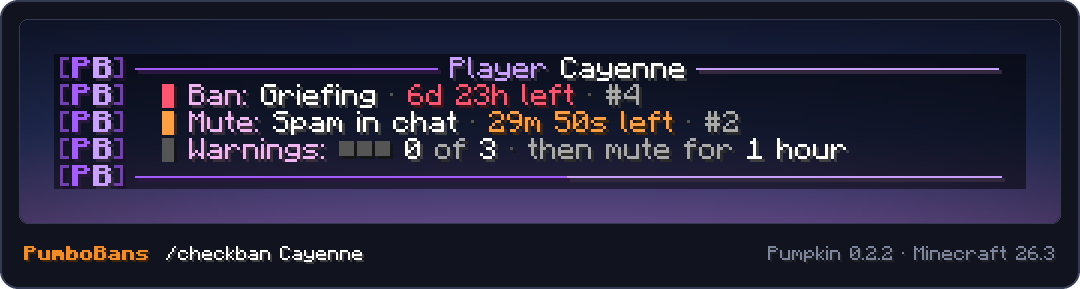 [PB] Player Cayenne
[PB] Ban: Griefing · 6d 23h left · #4
[PB] Mute: Spam in chat · 29m 50s left · #2
[PB] Warnings: 0 of 3 · then mute for 1 hour
[PB]
PumboBans /checkban Cayenne
Pumpkin 0.2.2 · Minecraft 26.3